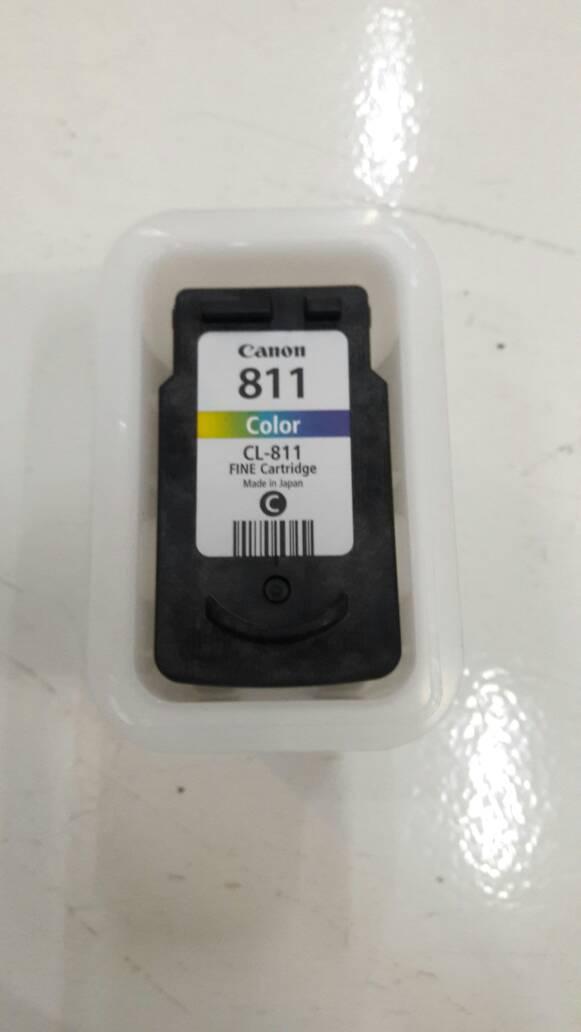 Canon
811
Color
CL-811
FINE Cartridge
Made in Japan
C